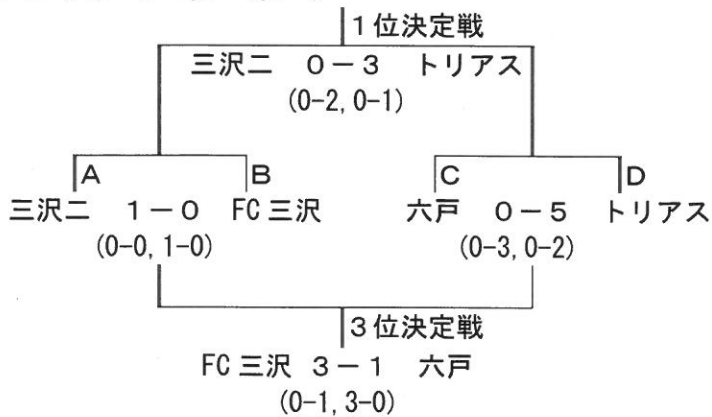 1位決定戦
三沢二 0-3 トリアス
(0-2, 0-1)
A B C D
三沢二 1-0 FC三沢 六戸 0-5 トリアス
(0-0, 1-0) (0-3, 0-2)
3位決定戦
FC三沢 3-1 六戸
(0-1, 3-0)